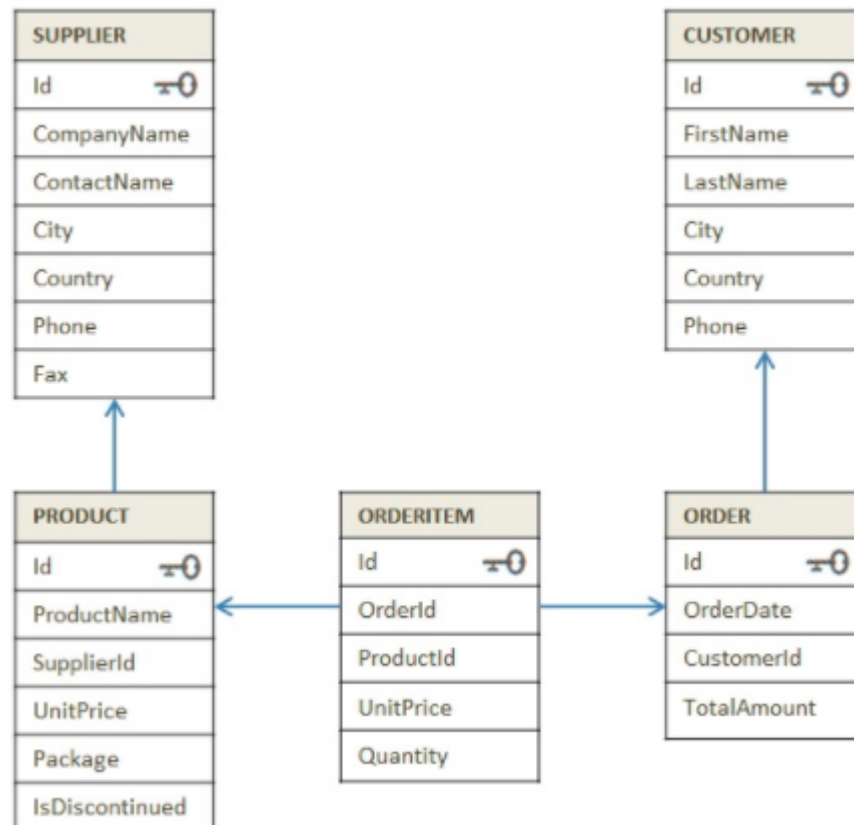 SUPPLIER
Id
CompanyName
ContactName
City
Country
Phone
Fax
CUSTOMER
Id
FirstName
LastName
City
Country
Phone
PRODUCT
Id
ProductName
SupplierId
UnitPrice
Package
IsDiscontinued
ORDERITEM
Id
OrderId
ProductId
UnitPrice
Quantity
ORDER
Id
OrderDate
CustomerId
TotalAmount